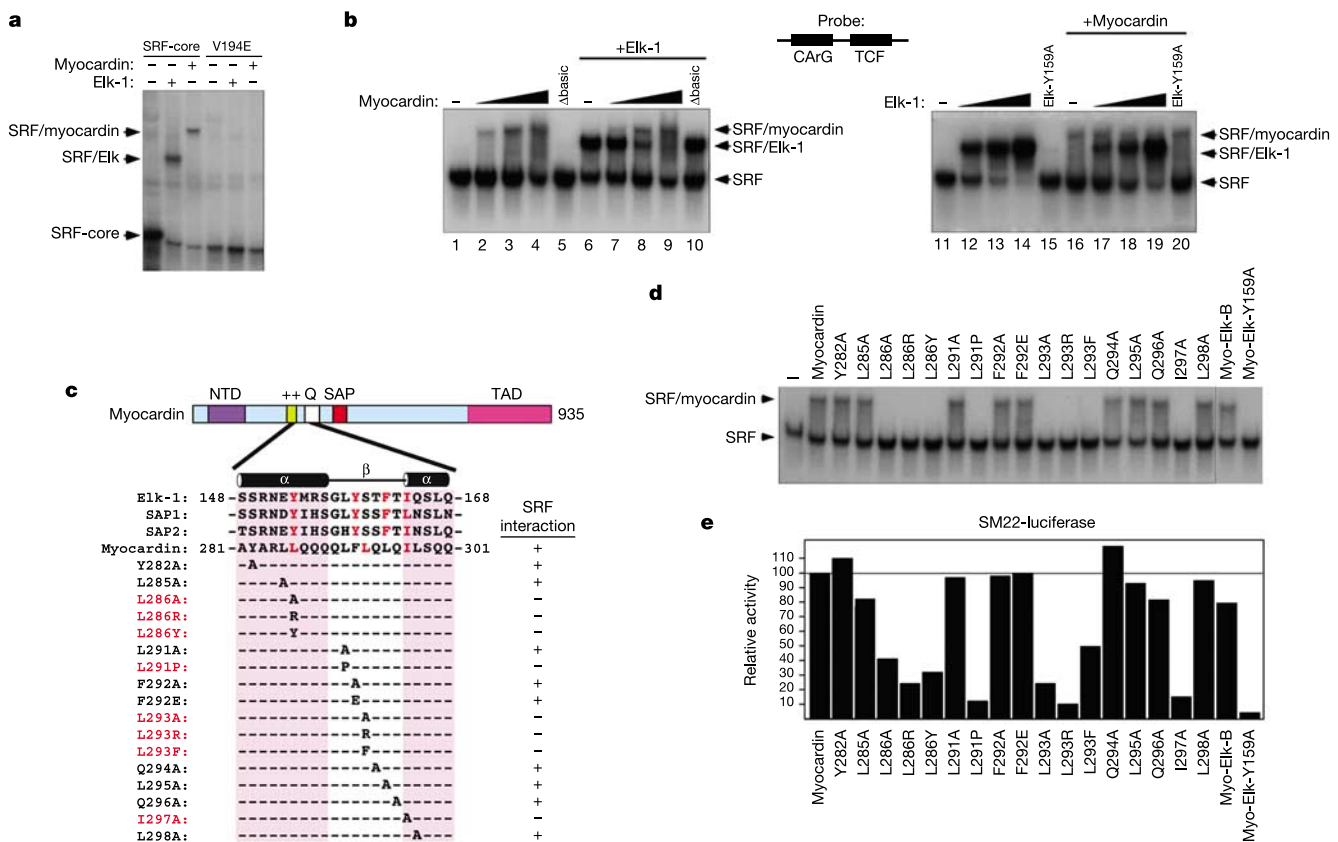 a
SRF-core V194E
Myocardin: – – + – – +
Elk-1: – + – – + –
SRF/myocardin
SRF/Elk
SRF-core
b
Probe:
CArG TCF
+Elk-1
Myocardin: – Δbasic – Δbasic
SRF/myocardin
SRF/Elk-1
SRF
1 2 3 4 5 6 7 8 9 10
+Myocardin
Elk-1: – Elk-Y159A – Elk-Y159A
SRF/myocardin
SRF/Elk-1
SRF
11 12 13 14 15 16 17 18 19 20
c
NTD ++ Q SAP TAD
Myocardin 935
α β α
Elk-1: 148 -SSRNEYMRSGLYSTFTIQSLQ- 168
SAP1: -SSRNDYIHSGLYSSFTLNSLN-
SAP2: -TSRNEYIHSGHYSSFTINSLQ-
Myocardin: 281 -AYARLLQQQQLFLQLQILSQQ- 301
SRF interaction
+
Y282A: A +
L285A: A +
L286A: A –
L286R: R –
L286Y: Y –
L291A: A +
L291P: P –
F292A: A +
F292E: E +
L293A: A –
L293R: R –
L293F: F –
Q294A: A +
L295A: A +
Q296A: A +
I297A: A –
L298A: A +
d
– Myocardin Y282A L285A L286A L286R L286Y L291A L291P F292A F292E L293A L293R L293F Q294A L295A Q296A I297A L298A Myo-Elk-B Myo-Elk-Y159A
SRF/myocardin
SRF
e
SM22-luciferase
Relative activity
110
100
90
80
70
60
50
40
30
20
10
Myocardin Y282A L285A L286A L286R L286Y L291A L291P F292A F292E L293A L293R L293F Q294A L295A Q296A I297A L298A Myo-Elk-B Myo-Elk-Y159A